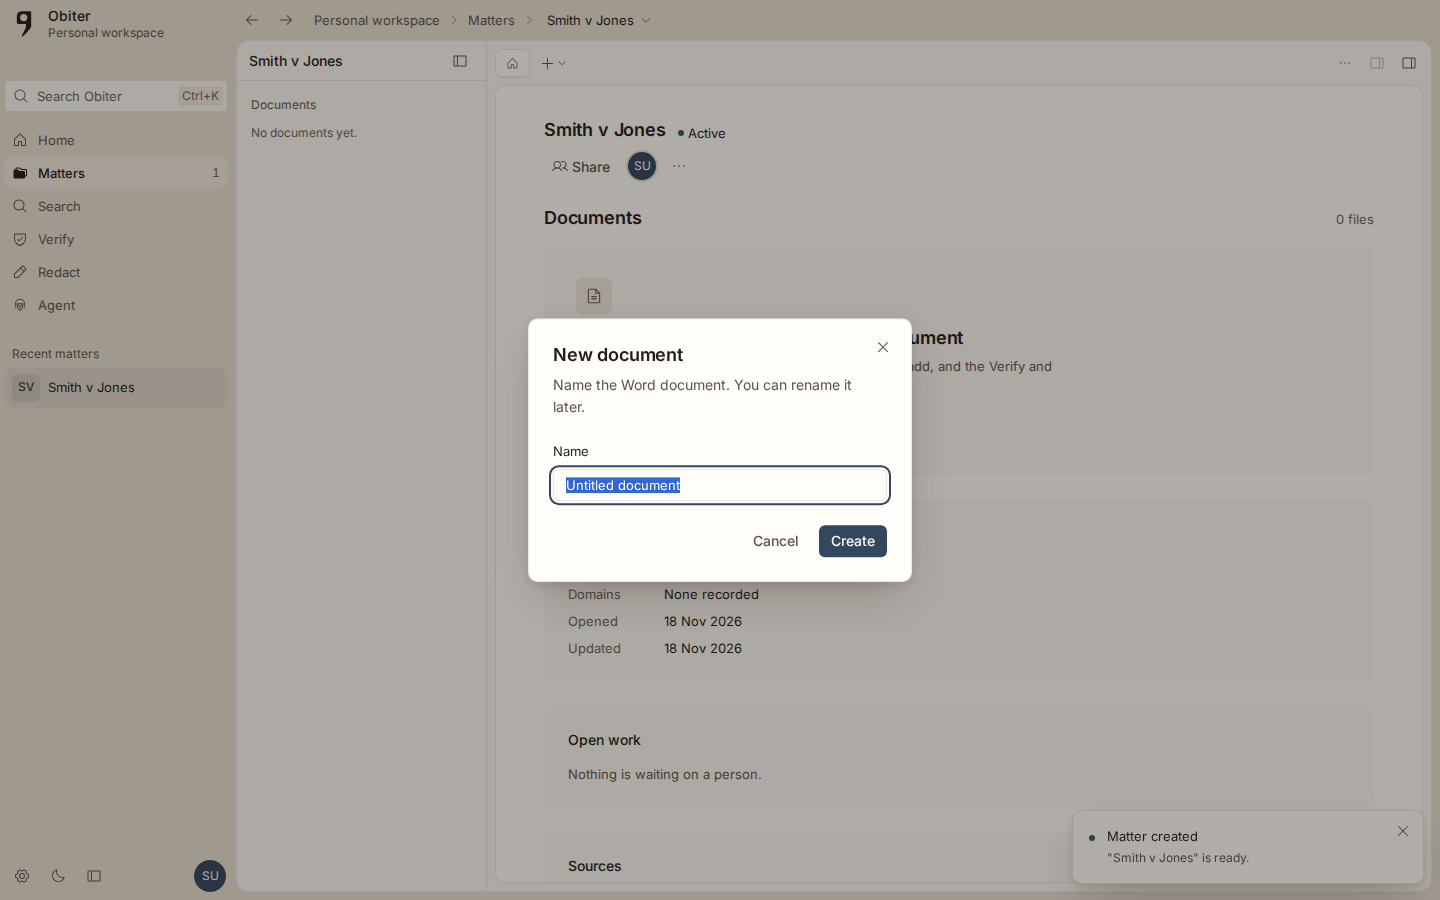 Obiter
Personal workspace
Personal workspace
Matters
Smith v Jones
Search Obiter
Ctrl+K
Home
Matters
1
Search
Verify
Redact
Agent
Recent matters
SV
Smith v Jones
SU
Smith v Jones
Documents
No documents yet.
Smith v Jones
Active
Share
SU
Documents
0 files
ument
add, and the Verify and
New document
Name the Word document. You can rename it
later.
Name
Untitled document
Cancel
Create
Domains
None recorded
Opened
18 Nov 2026
Updated
18 Nov 2026
Open work
Nothing is waiting on a person.
Sources
Matter created
"Smith v Jones" is ready.